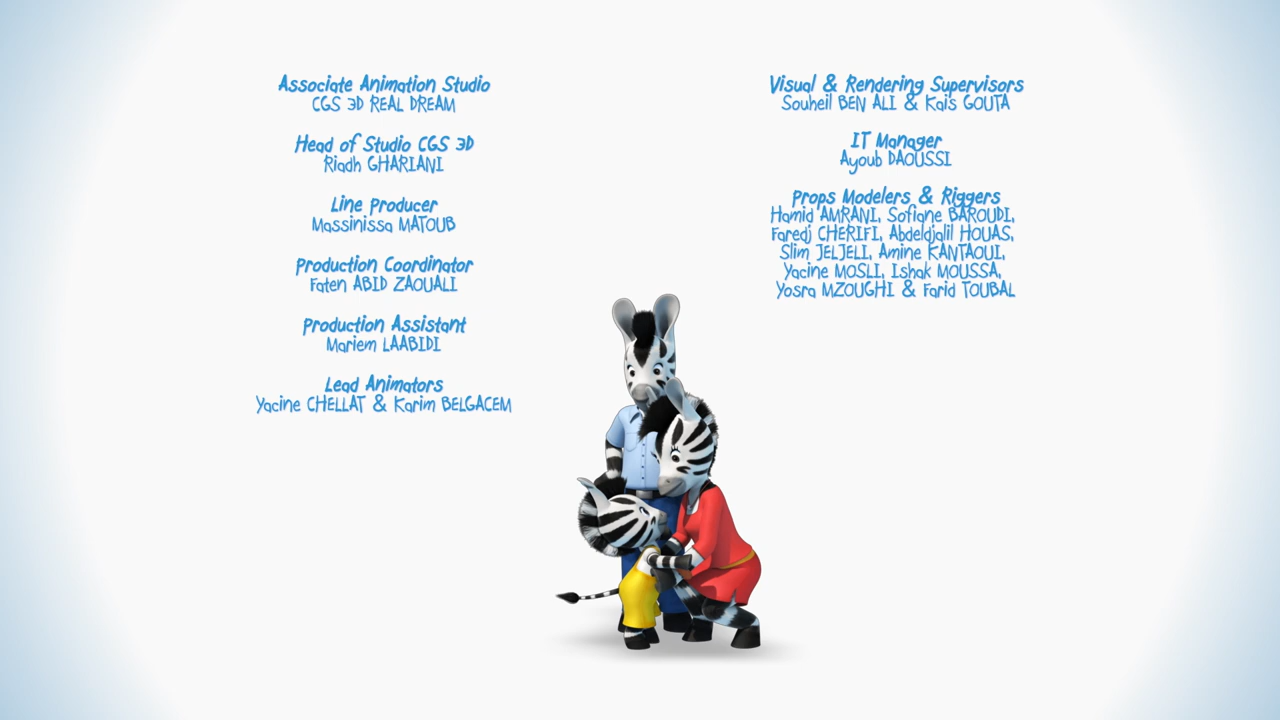 Associate Animation Studio
CGS 3D REAL DREAM
Head of Studio CGS 3D
Riadh GHARIANI
Line Producer
Massinissa MATOUB
Production Coordinator
Faten ABID ZAOUALI
Production Assistant
Mariem LAABIDI
Lead Animators
Yacine CHELLAT & Karim BELGACEM
Visual & Rendering Supervisors
Souheil BEN ALI & Kais GOUTA
IT Manager
Ayoub DAOUSSI
Props Modelers & Riggers
Hamid AMRANI, Sofiane BAROUDI,
Faredj CHERIFI, Abdeldjalil HOUAS,
Slim JELJELI, Amine KANTAOUI,
Yacine MOSLI, Ishak MOUSSA,
Yosra MZOUGHI & Farid TOUBAL